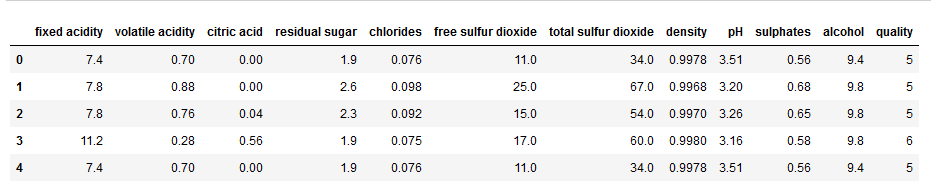 fixed acidity volatile acidity citric acid residual sugar chlorides free sulfur dioxide total sulfur dioxide density pH sulphates alcohol quality
0 7.4 0.70 0.00 1.9 0.076 11.0 34.0 0.9978 3.51 0.56 9.4 5
1 7.8 0.88 0.00 2.6 0.098 25.0 67.0 0.9968 3.20 0.68 9.8 5
2 7.8 0.76 0.04 2.3 0.092 15.0 54.0 0.9970 3.26 0.65 9.8 5
3 11.2 0.28 0.56 1.9 0.075 17.0 60.0 0.9980 3.16 0.58 9.8 6
4 7.4 0.70 0.00 1.9 0.076 11.0 34.0 0.9978 3.51 0.56 9.4 5